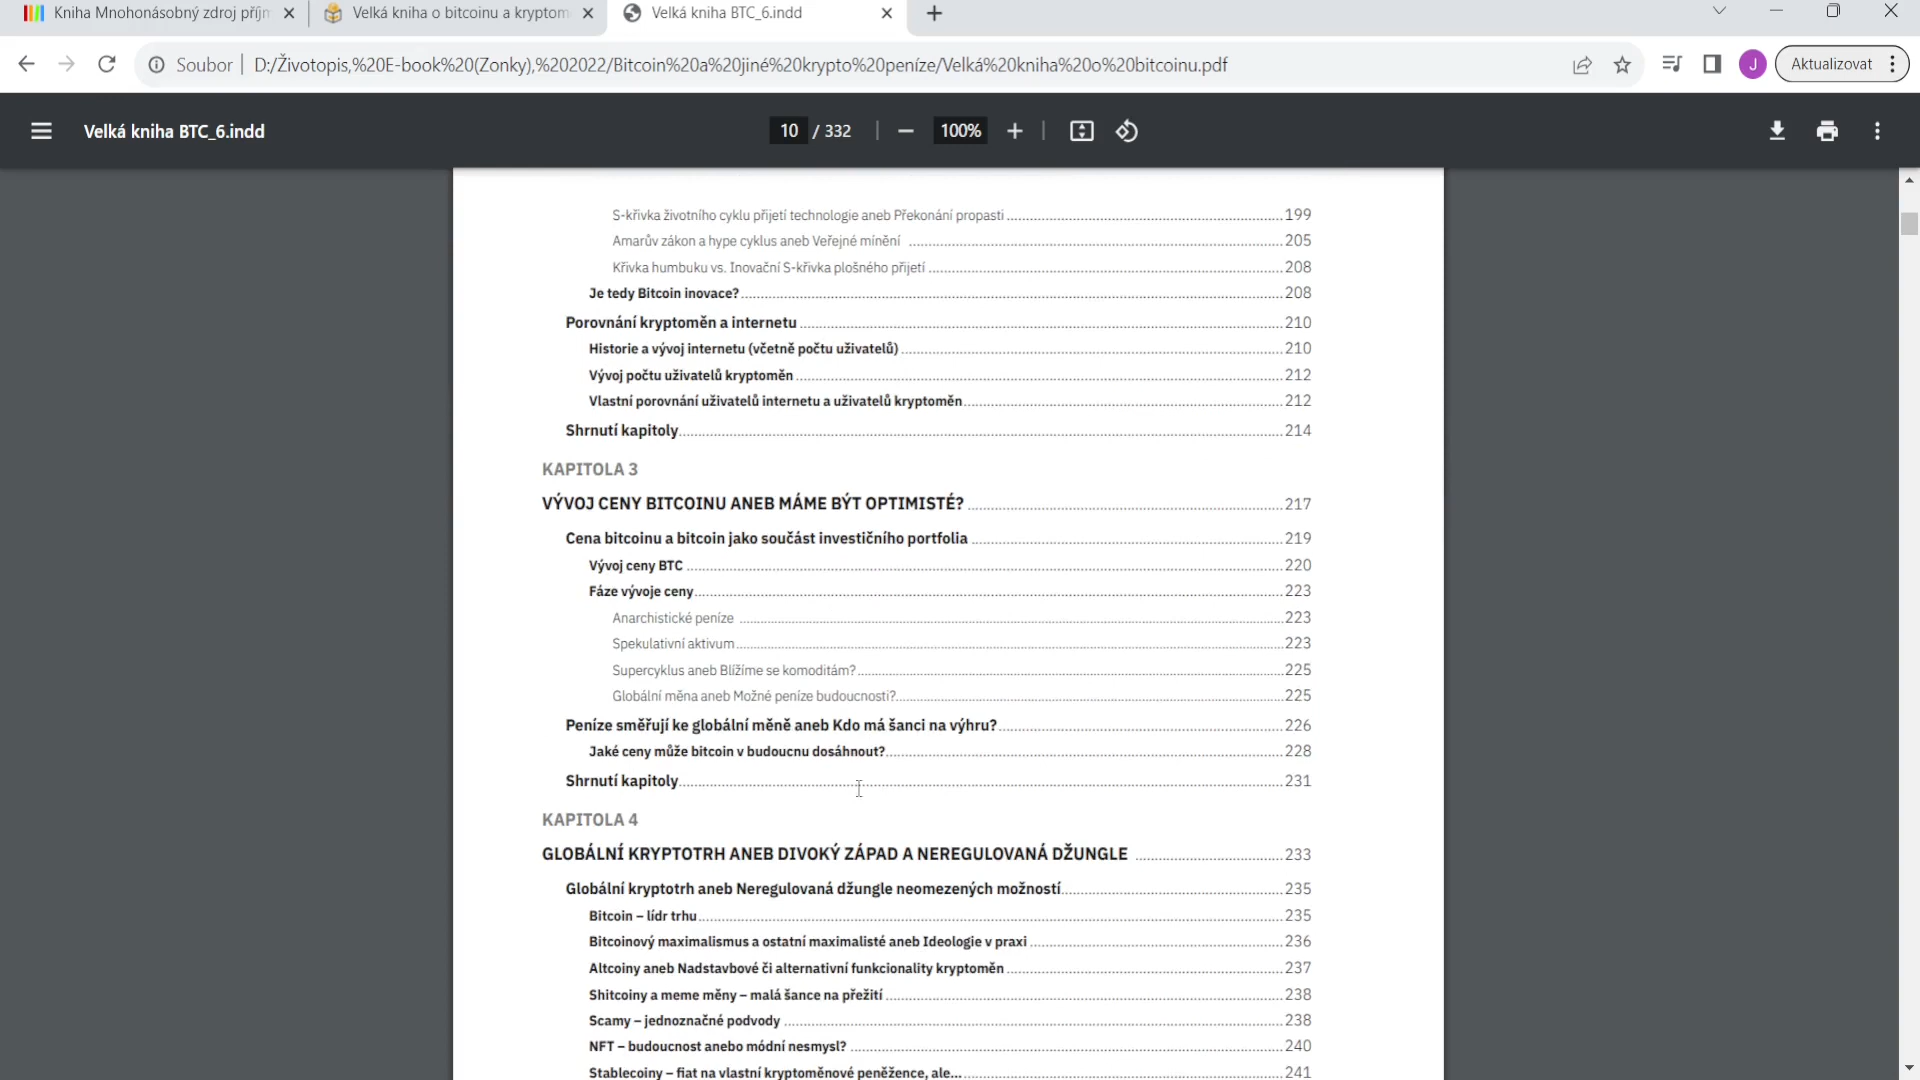 Kniha Mnohonásobný zdroj příjm
Velká kniha o bitcoinu a kryptom
Velká kniha BTC_6.indd
Soubor
D:/Životopis,%20E-book%20(Zonky),%202022/Bitcoin%20a%20jiné%20krypto%20peníze/Velká%20kniha%20o%20bitcoinu.pdf
J
Aktualizovat
Velká kniha BTC_6.indd
10 / 332
100%
S-křivka životního cyklu přijetí technologie aneb Překonání propasti 199
Amarův zákon a hype cyklus aneb Veřejné mínění 205
Křivka humbuku vs. Inovační S-křivka plošného přijetí 208
Je tedy Bitcoin inovace? 208
Porovnání kryptoměn a internetu 210
Historie a vývoj internetu (včetně počtu uživatelů) 210
Vývoj počtu uživatelů kryptoměn 212
Vlastní porovnání uživatelů internetu a uživatelů kryptoměn 212
Shrnutí kapitoly 214
KAPITOLA 3
VÝVOJ CENY BITCOINU ANEB MÁME BÝT OPTIMISTÉ? 217
Cena bitcoinu a bitcoin jako součást investičního portfolia 219
Vývoj ceny BTC 220
Fáze vývoje ceny 223
Anarchistické peníze 223
Spekulativní aktivum 223
Supercyklus aneb Blížíme se komoditám? 225
Globální měna aneb Možné peníze budoucnosti? 225
Peníze směřují ke globální měně aneb Kdo má šanci na výhru? 226
Jaké ceny může bitcoin v budoucnu dosáhnout? 228
Shrnutí kapitoly 231
KAPITOLA 4
GLOBÁLNÍ KRYPTOTRH ANEB DIVOKÝ ZÁPAD A NEREGULOVANÁ DŽUNGLE 233
Globální kryptotrh aneb Neregulovaná džungle neomezených možností 235
Bitcoin – lídr trhu 235
Bitcoinový maximalismus a ostatní maximalisté aneb Ideologie v praxi 236
Altcoiny aneb Nadstavbové či alternativní funkcionality kryptoměn 237
Shitcoiny a meme měny – malá šance na přežití 238
Scamy – jednoznačné podvody 238
NFT – budoucnost anebo módní nesmysl? 240
Stablecoiny – fiat na vlastní kryptoměnové peněžence, ale... 241